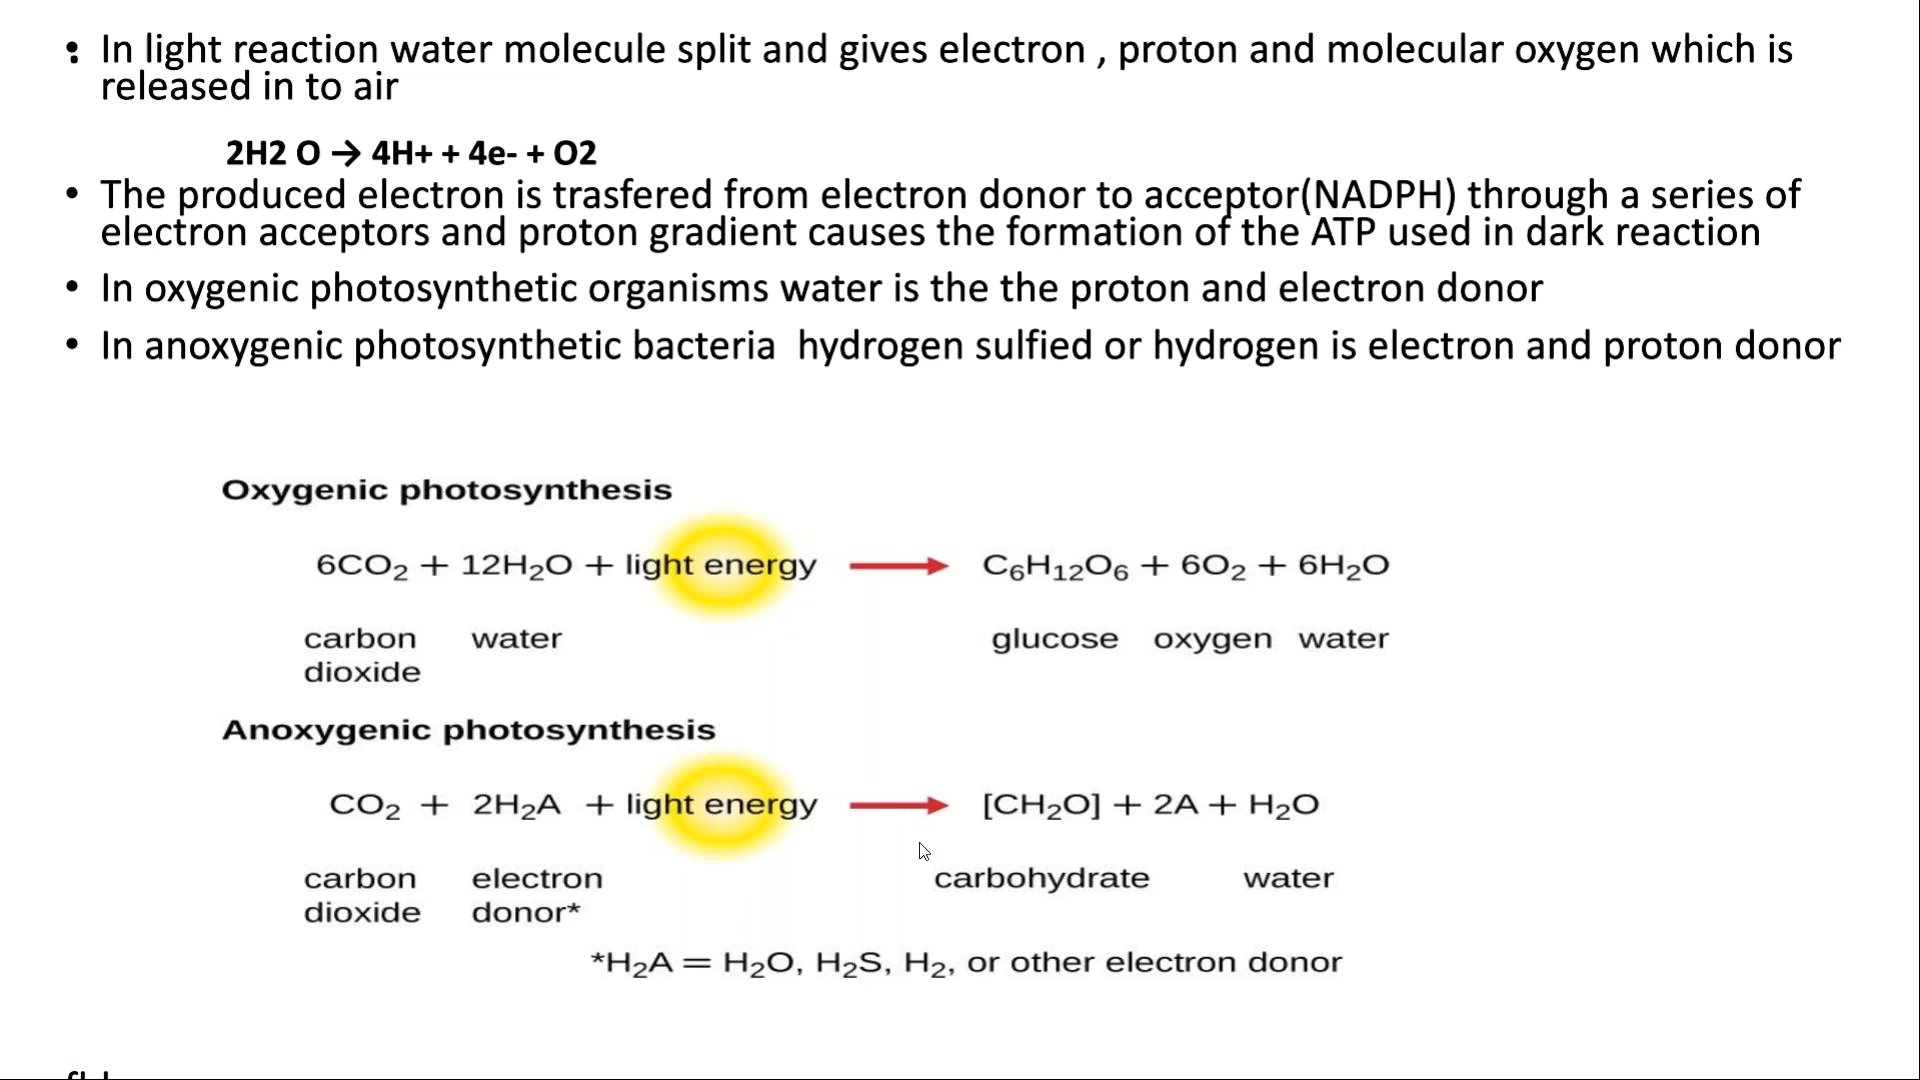 • In light reaction water molecule split and gives electron , proton and molecular oxygen which is
released in to air
2H2 O → 4H+ + 4e- + O2
• The produced electron is trasfered from electron donor to acceptor(NADPH) through a series of
electron acceptors and proton gradient causes the formation of the ATP used in dark reaction
• In oxygenic photosynthetic organisms water is the the proton and electron donor
• In anoxygenic photosynthetic bacteria  hydrogen sulfied or hydrogen is electron and proton donor
Oxygenic photosynthesis
6CO₂ + 12H₂O + light energy → C₆H₁₂O₆ + 6O₂ + 6H₂O
carbon water glucose oxygen water
dioxide
Anoxygenic photosynthesis
CO₂ + 2H₂A + light energy → [CH₂O] + 2A + H₂O
carbon electron carbohydrate water
dioxide donor*
*H₂A = H₂O, H₂S, H₂, or other electron donor